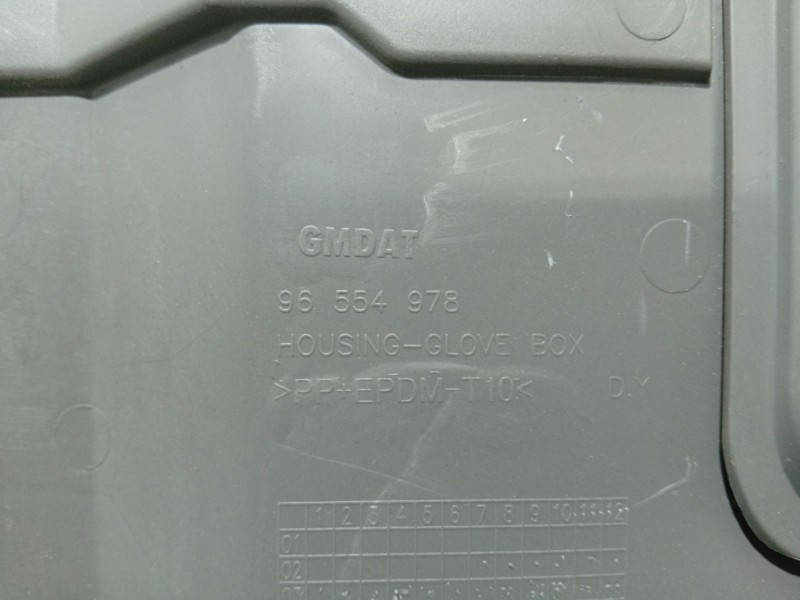 GMDAT
96 554 978
HOUSING-GLOVE BOX
>PP+EPDM-T10< D.Y
1 2 3 4 5 6 7 8 9 10 11 12
01
02
03